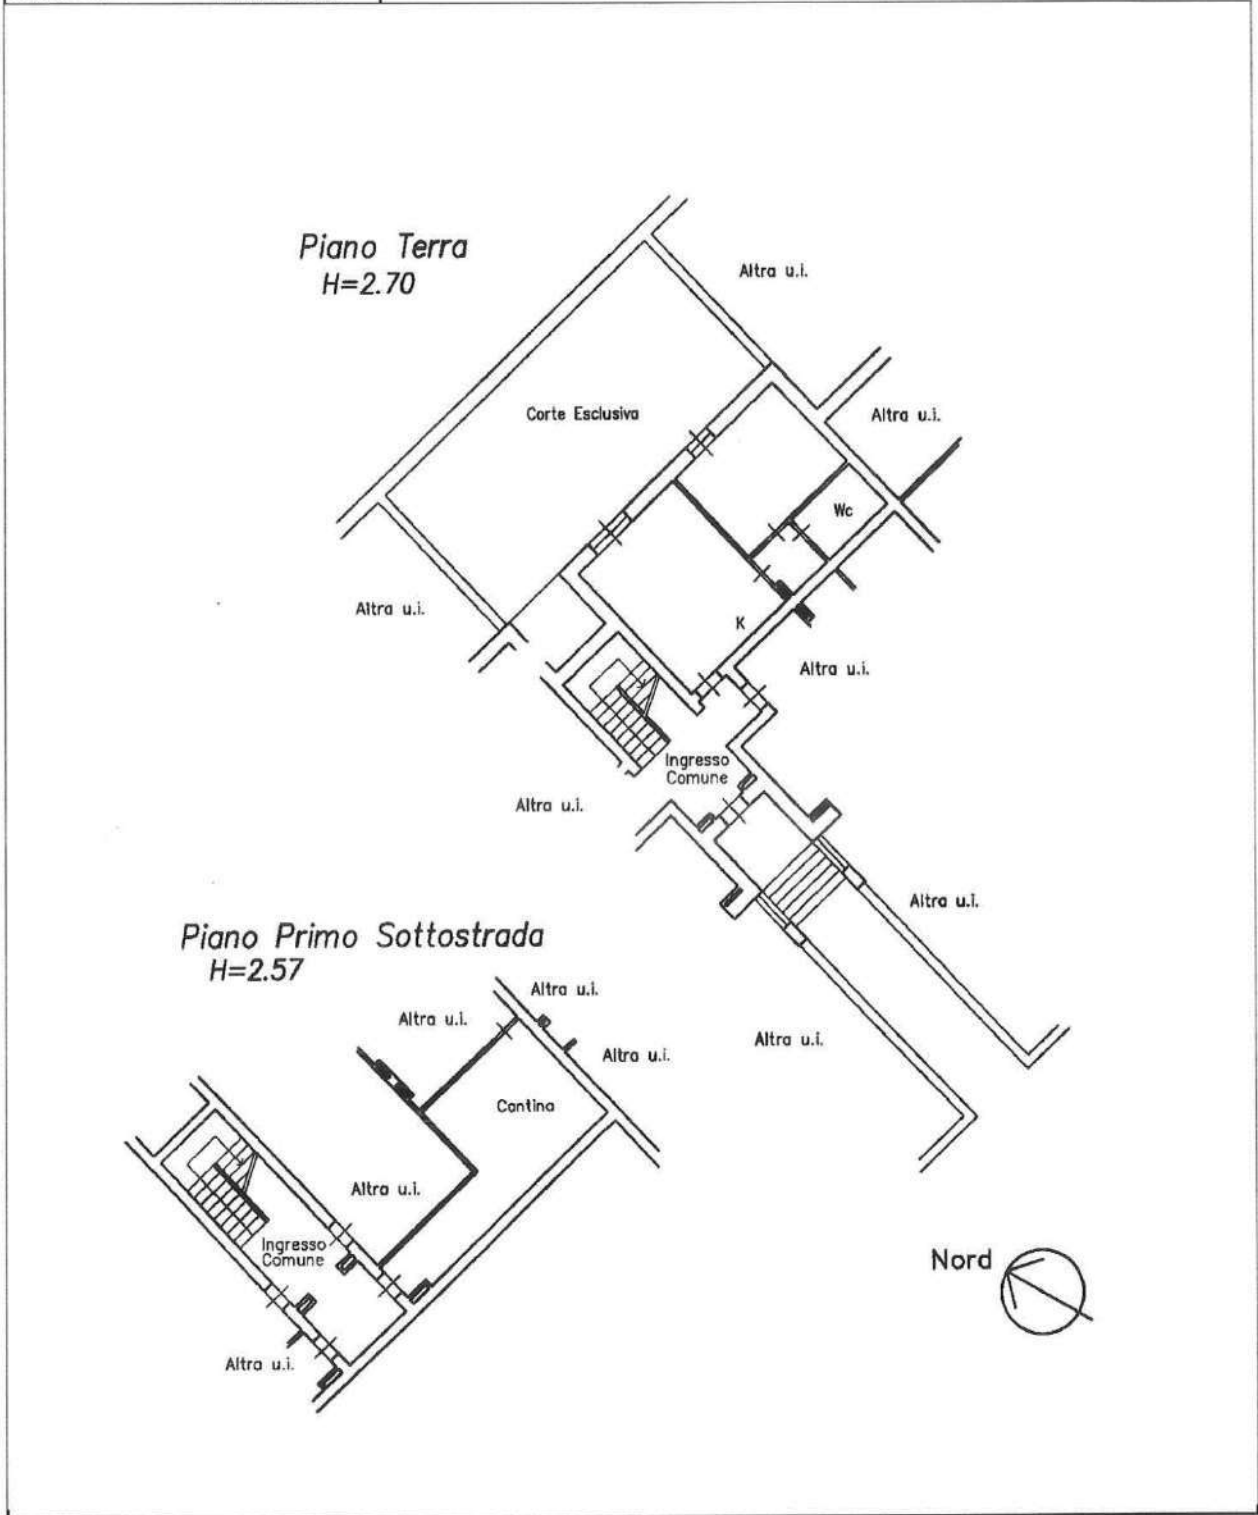 Piano Terra
H=2.70
Altra u.i.
Corte Esclusiva
Altra u.i.
Wc
Altra u.i.
K
Altra u.i.
Ingresso
Comune
Altra u.i.
Altra u.i.
Piano Primo Sottostrada
H=2.57
Altra u.i.
Altra u.i.
Altra u.i.
Altra u.i.
Cantina
Altra u.i.
Ingresso
Comune
Nord
Altra u.i.